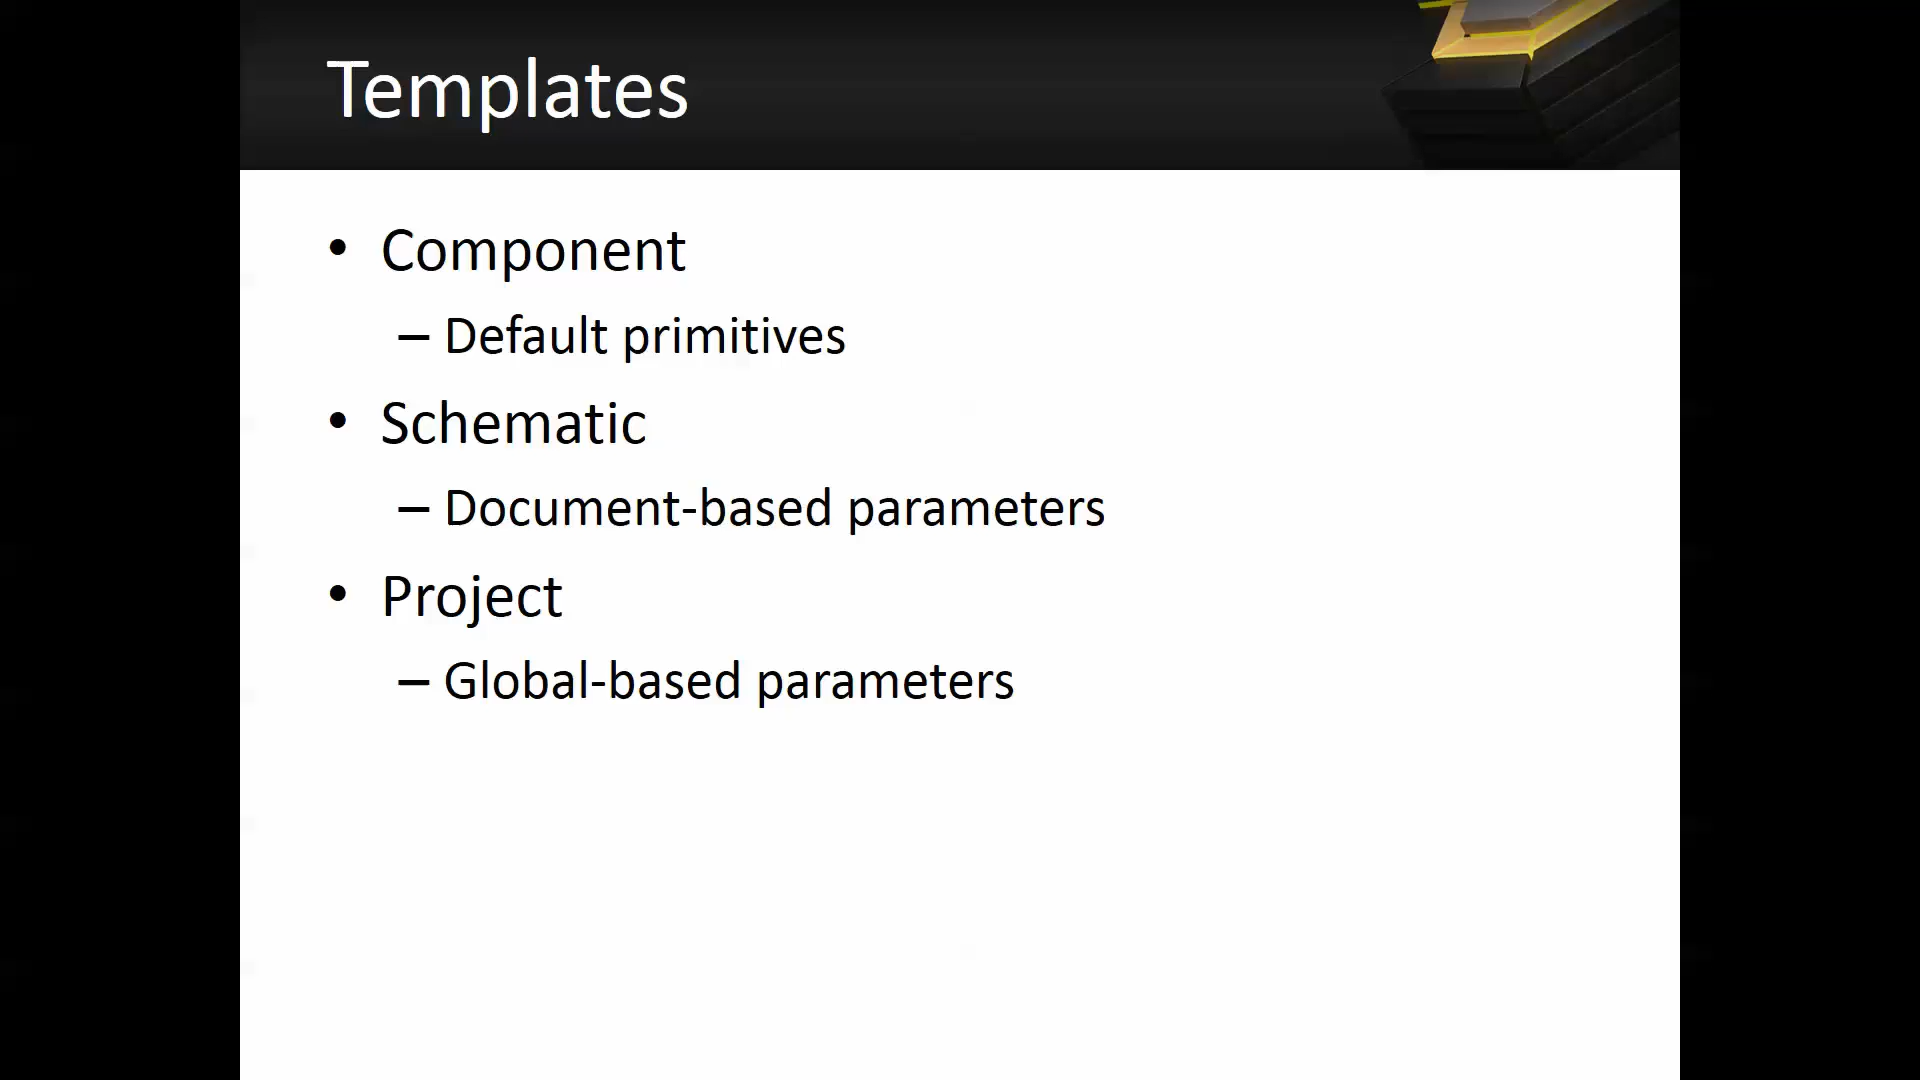 Templates
• Component
– Default primitives
• Schematic
– Document-based parameters
• Project
– Global-based parameters